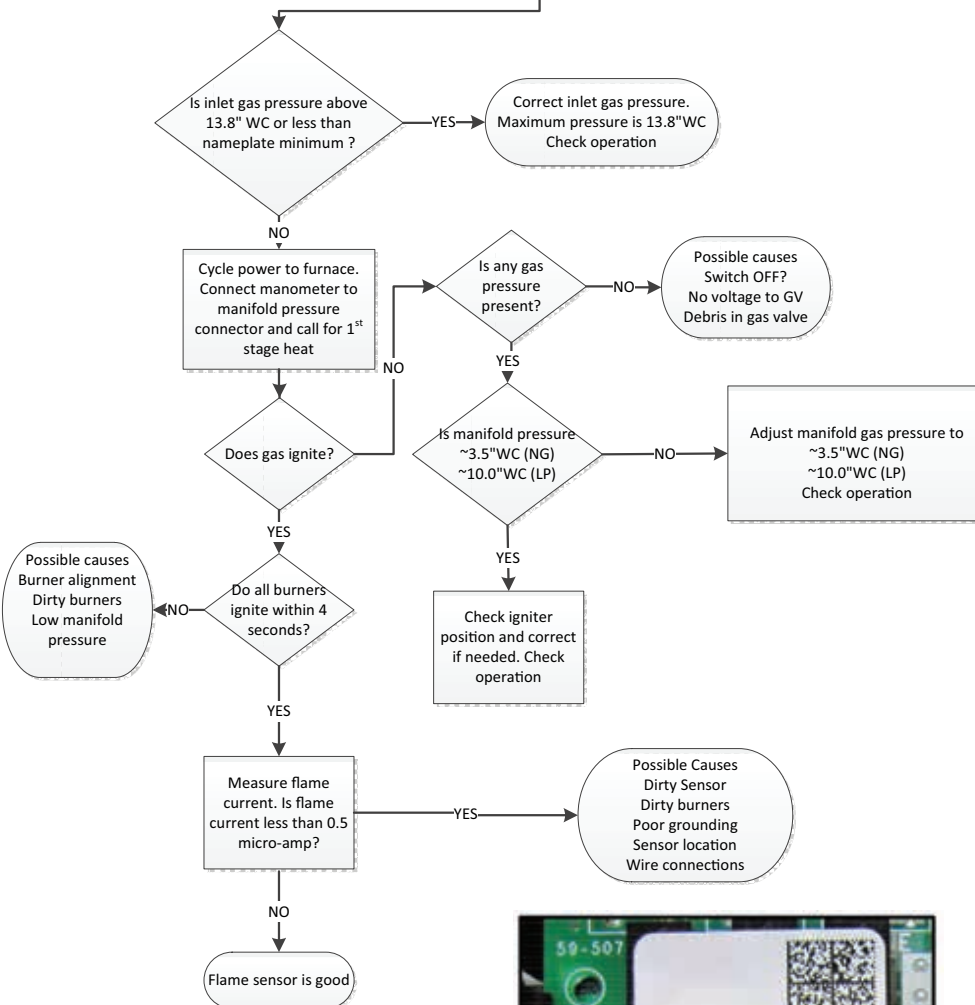 Is inlet gas pressure above
13.8" WC or less than
nameplate minimum ?
YES
Correct inlet gas pressure.
Maximum pressure is 13.8"WC
Check operation
NO
Cycle power to furnace.
Connect manometer to
manifold pressure
connector and call for 1st
stage heat
NO
Is any gas
pressure
present?
NO
Possible causes
Switch OFF?
No voltage to GV
Debris in gas valve
YES
Does gas ignite?
Is manifold pressure
~3.5"WC (NG)
~10.0"WC (LP)
NO
Adjust manifold gas pressure to
~3.5"WC (NG)
~10.0"WC (LP)
Check operation
YES
YES
Possible causes
Burner alignment
Dirty burners
Low manifold
pressure
NO
Do all burners
ignite within 4
seconds?
Check igniter
position and correct
if needed. Check
operation
YES
Measure flame
current. Is flame
current less than 0.5
micro-amp?
YES
Possible Causes
Dirty Sensor
Dirty burners
Poor grounding
Sensor location
Wire connections
NO
Flame sensor is good
59-507
E